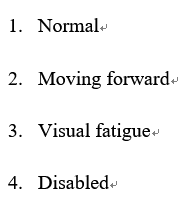 1. Normal
2. Moving forward
3. Visual fatigue
4. Disabled